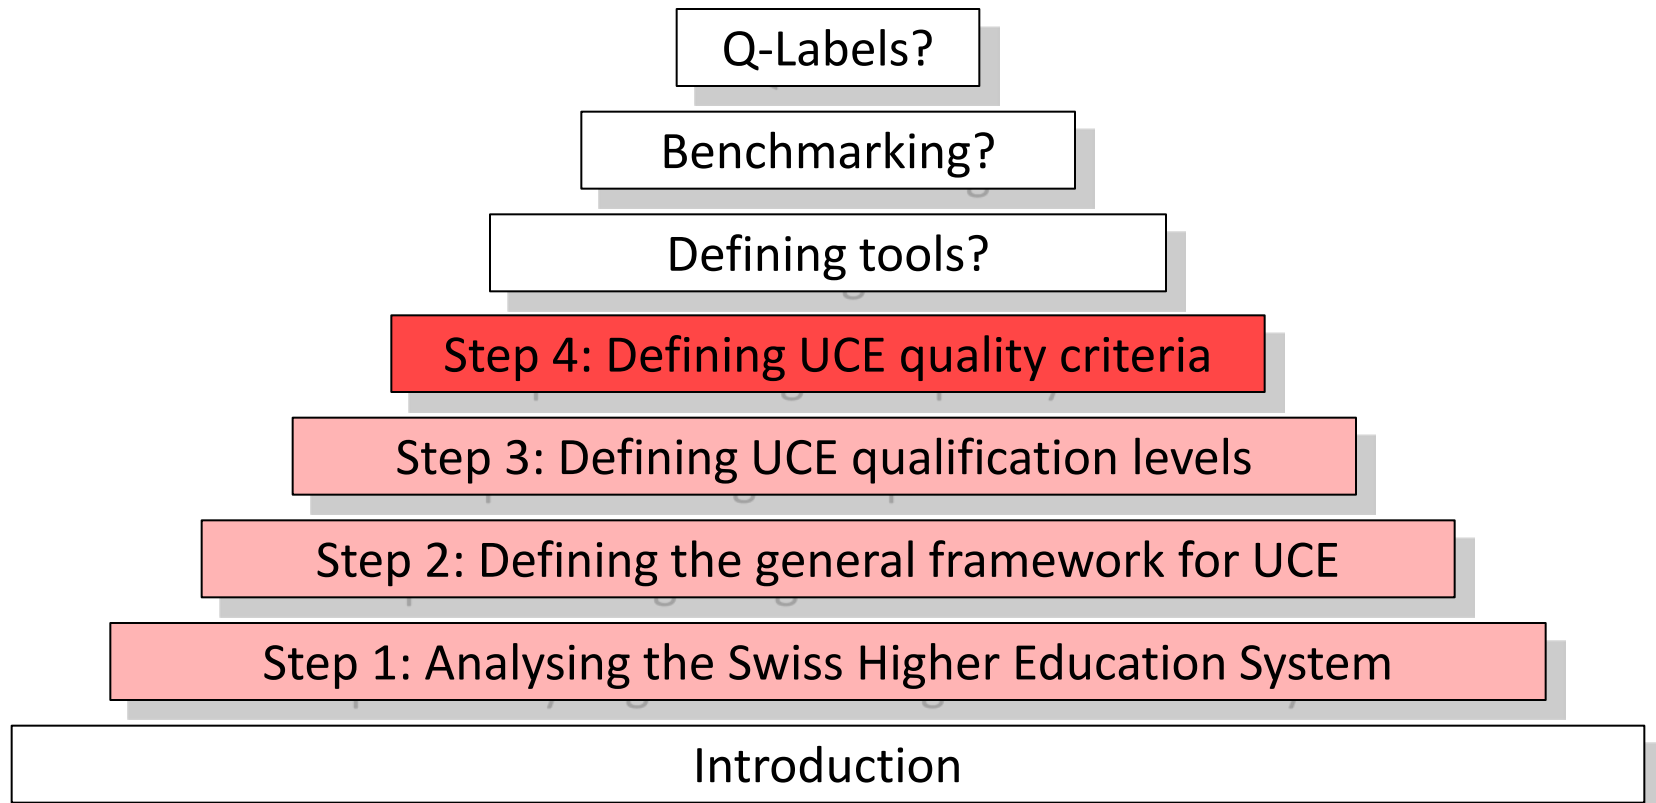 Q-Labels?
Benchmarking?
Defining tools?
Step 4: Defining UCE quality criteria
Step 3: Defining UCE qualification levels
Step 2: Defining the general framework for UCE
Step 1: Analysing the Swiss Higher Education System
Introduction